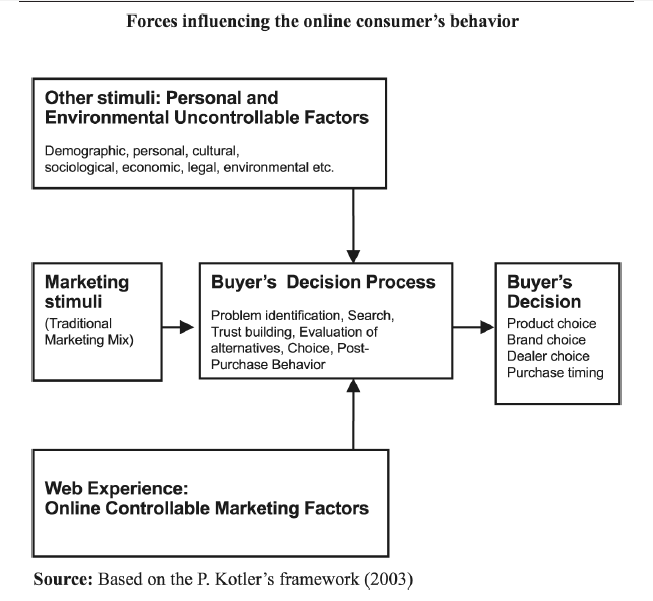 Forces influencing the online consumer’s behavior
Other stimuli: Personal and
Environmental Uncontrollable Factors
Demographic, personal, cultural,
sociological, economic, legal, environmental etc.
Marketing
stimuli
(Traditional
Marketing Mix)
Buyer’s Decision Process
Problem identification, Search,
Trust building, Evaluation of
alternatives, Choice, Post-
Purchase Behavior
Buyer’s
Decision
Product choice
Brand choice
Dealer choice
Purchase timing
Web Experience:
Online Controllable Marketing Factors
Source: Based on the P. Kotler’s framework (2003)